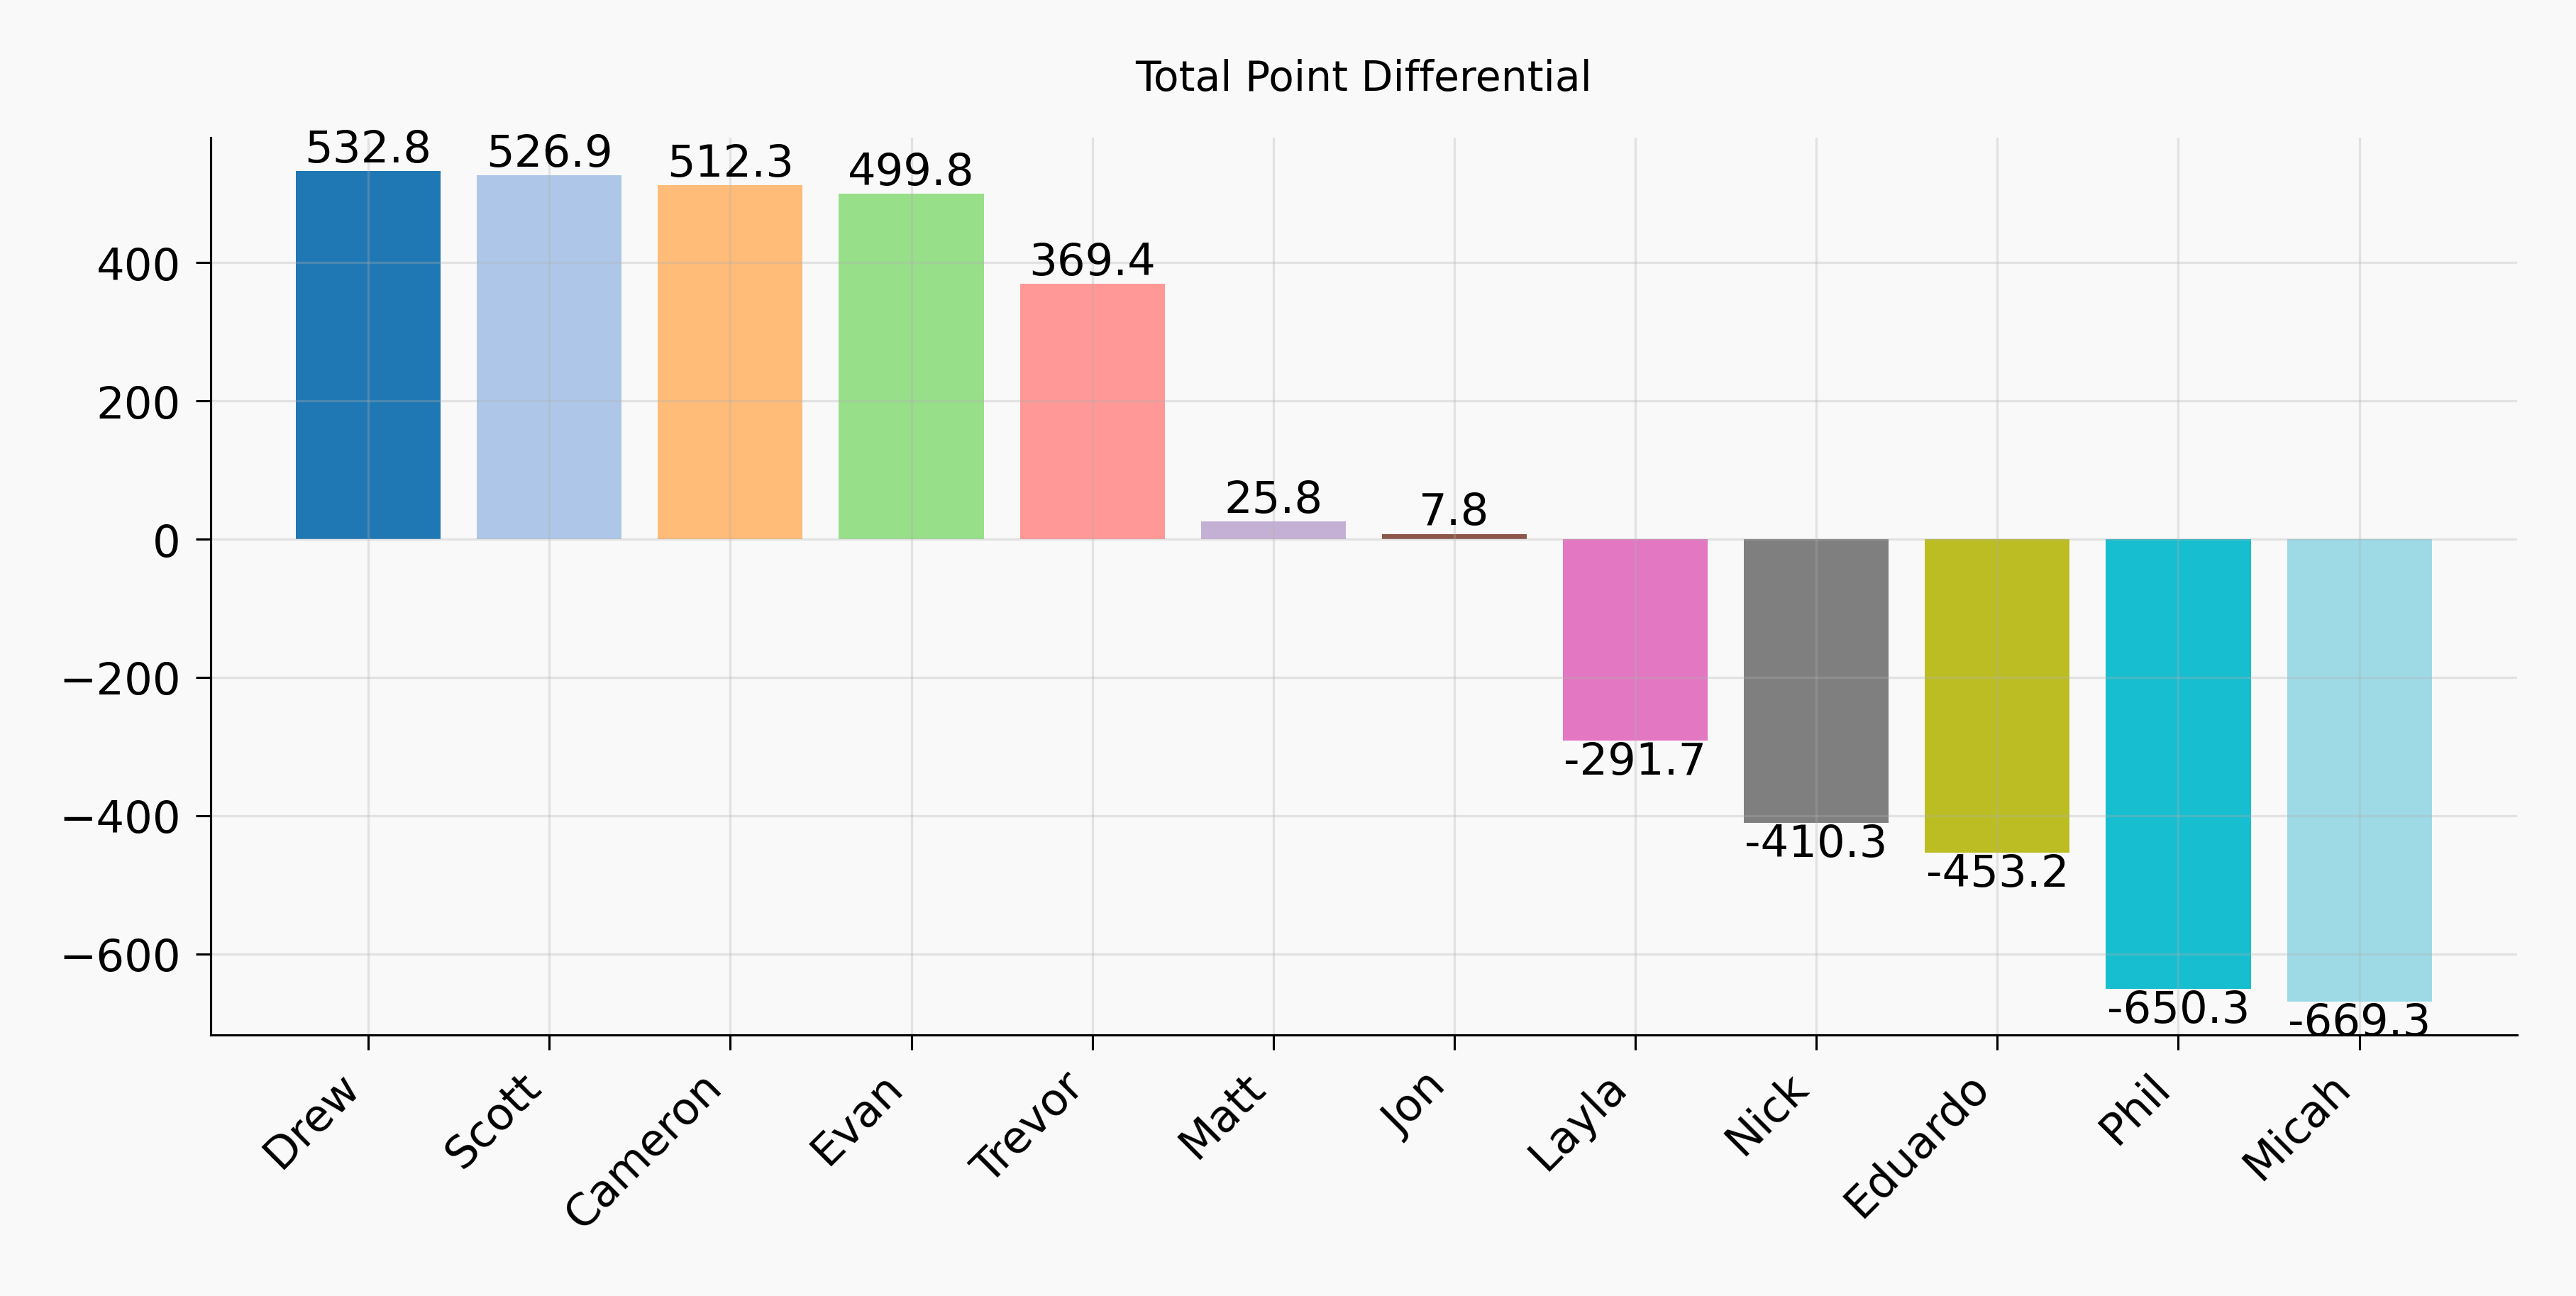 Total Point Differential
532.8 526.9 512.3 499.8 369.4 25.8 7.8 -291.7 -410.3 -453.2 -650.3 -669.3
400
200
0
−200
−400
−600
Drew Scott Cameron Evan Trevor Matt Jon Layla Nick Eduardo Phil Micah